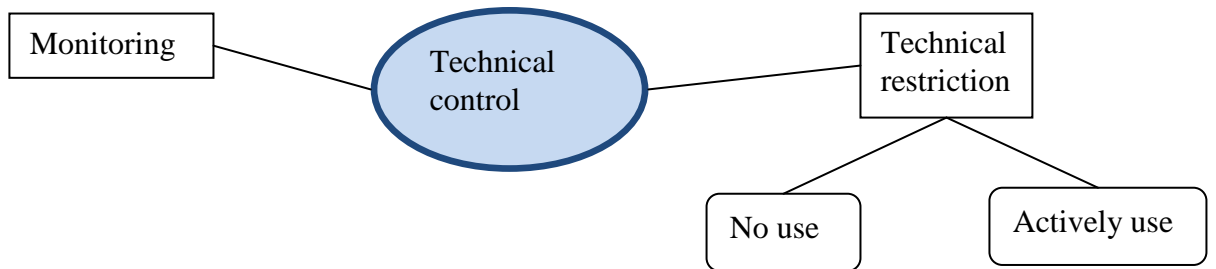 Monitoring
Technical
control
Technical
restriction
No use
Actively use